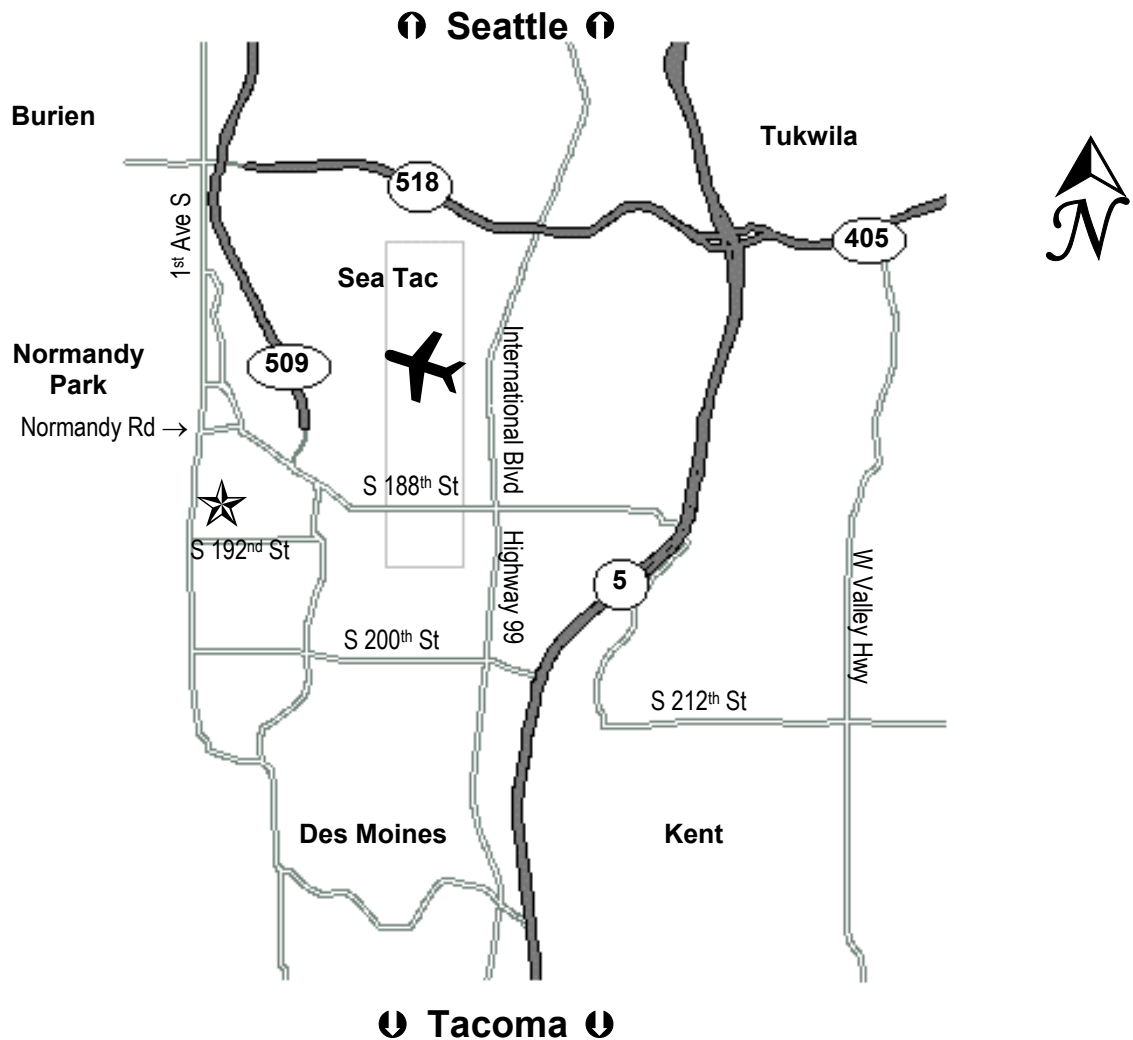 Seattle
Burien
Tukwila
518
1st Ave S
405
N
Sea Tac
International Blvd
Normandy
Park
509
Normandy Rd →
S 188th St
S 192nd St
Highway 99
5
W Valley Hwy
S 200th St
S 212th St
Des Moines
Kent
Tacoma